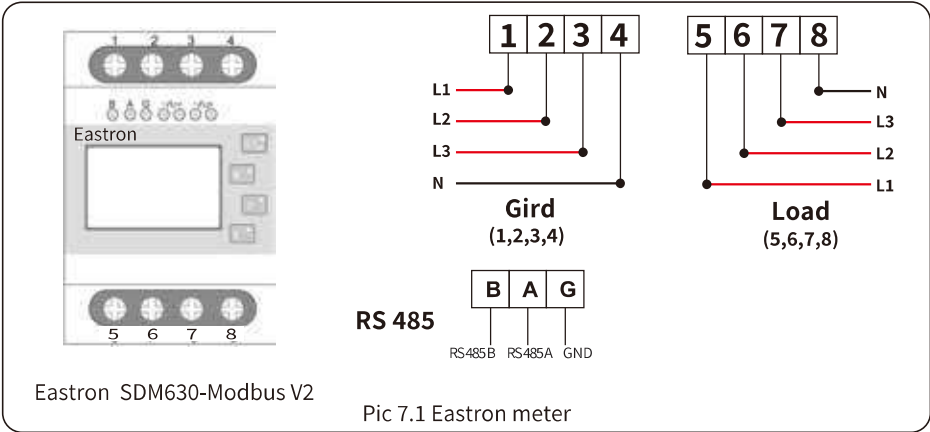 1 2 3 4
B A G
Eastron
5 6 7 8
Eastron SDM630-Modbus V2
1 2 3 4
L1
L2
L3
N
Gird
(1,2,3,4)
5 6 7 8
N
L3
L2
L1
Load
(5,6,7,8)
RS 485
B A G
RS485B RS485A GND
Pic 7.1 Eastron meter